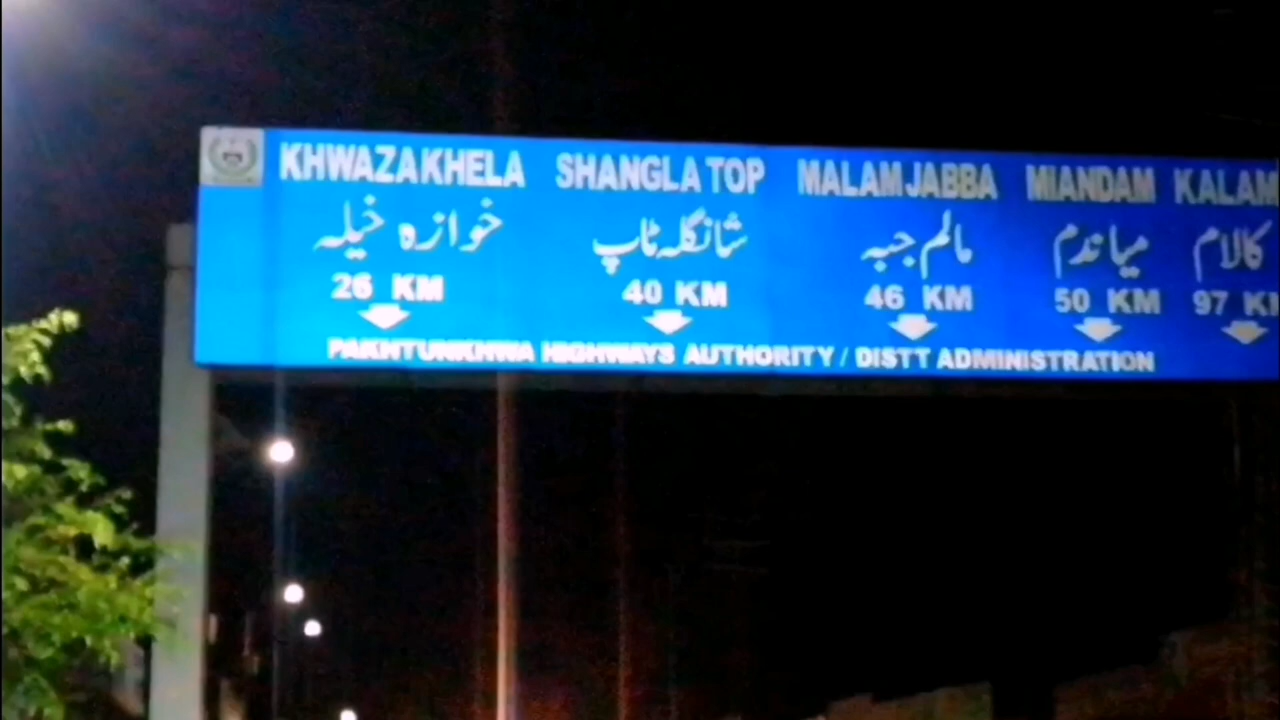 KHWAZAKHELA SHANGLA TOP MALAM JABBA MIANDAM KALAM
خوازہ خیلہ شانگلہ ٹاپ مالم جبہ میاندم کالام
26 KM 40 KM 46 KM 50 KM 97 K
PAKHTUNKHWA HIGHWAYS AUTHORITY / DISTT ADMINISTRATION